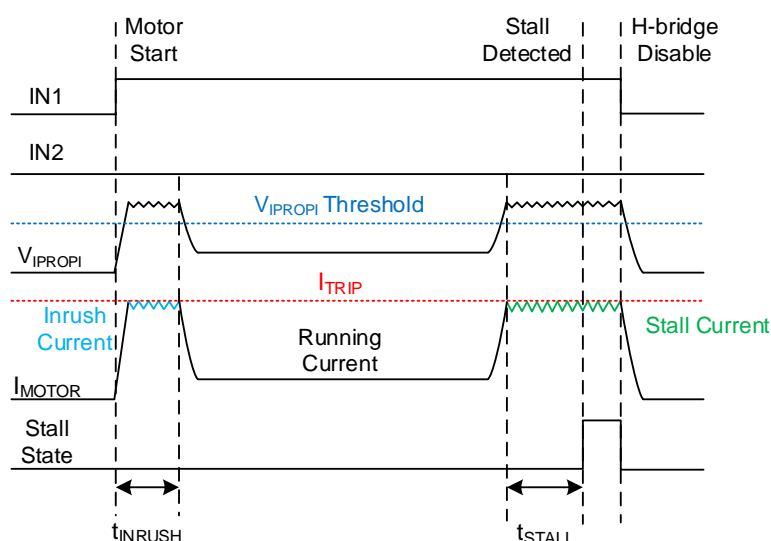 Motor
Start
Stall
Detected
H-bridge
Disable
IN1
IN2
VIPROPI Threshold
VIPROPI
ITRIP
Inrush
Current
Running
Current
Stall Current
IMOTOR
Stall
State
tINRUSH
tSTALL